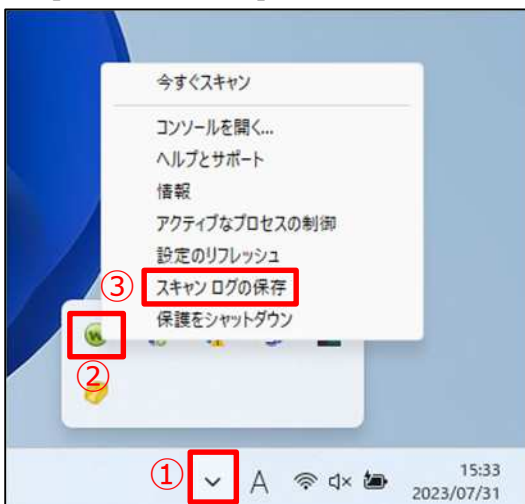 今すぐスキャン
コンソールを開く...
ヘルプとサポート
情報
アクティブなプロセスの制御
設定のリフレッシュ
③ スキャン ログの保存
保護をシャットダウン
②
① A 15:33
2023/07/31